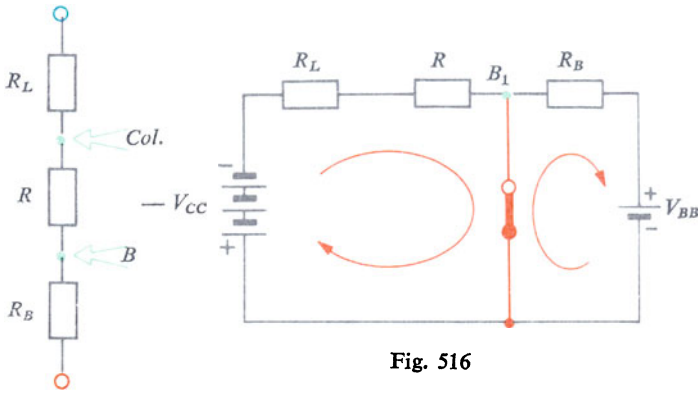 R_L
Col.
R
B
R_B
R_L
R
B_1
R_B
-
— V_CC
+
+
V_BB
-
Fig. 516